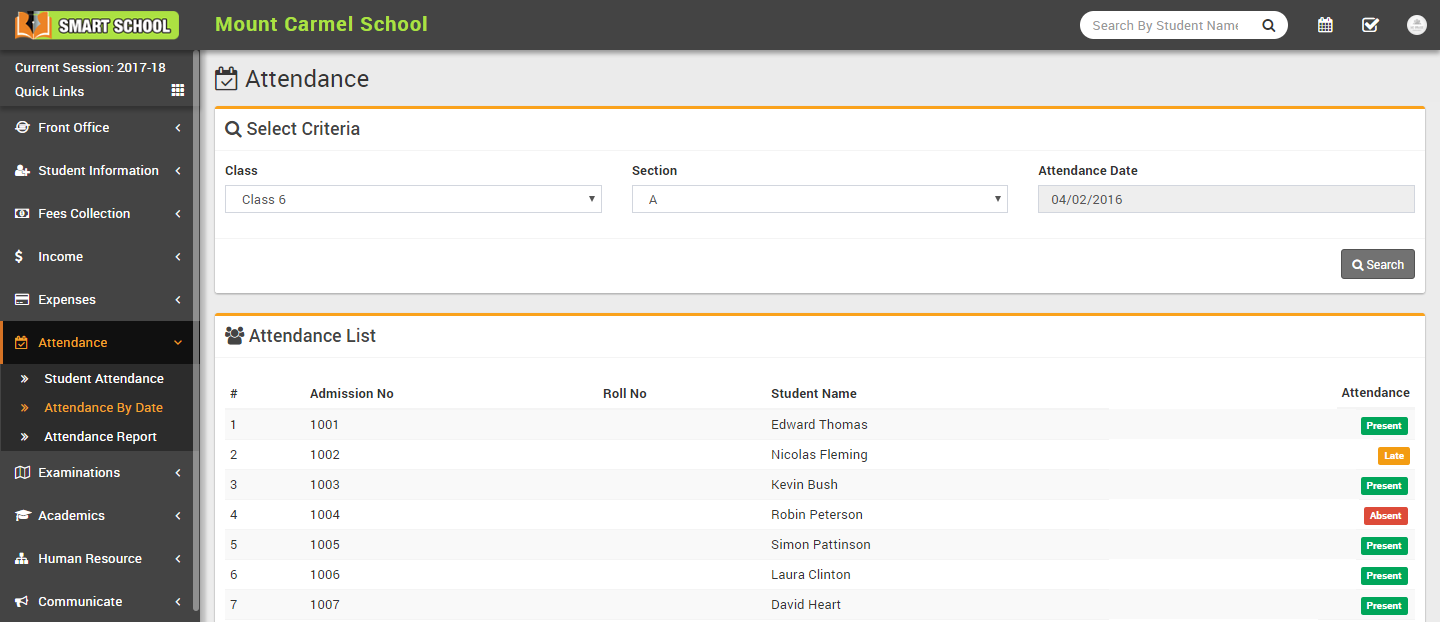 SMART SCHOOL
Mount Carmel School
Search By Student Name
Current Session: 2017-18
Quick Links
Front Office
Student Information
Fees Collection
Income
Expenses
Attendance
Student Attendance
Attendance By Date
Attendance Report
Examinations
Academics
Human Resource
Communicate
Attendance
Select Criteria
Class Section Attendance Date
Class 6 A 04/02/2016
Search
Attendance List
# Admission No Roll No Student Name Attendance
1 1001 Edward Thomas Present
2 1002 Nicolas Fleming Late
3 1003 Kevin Bush Present
4 1004 Robin Peterson Absent
5 1005 Simon Pattinson Present
6 1006 Laura Clinton Present
7 1007 David Heart Present